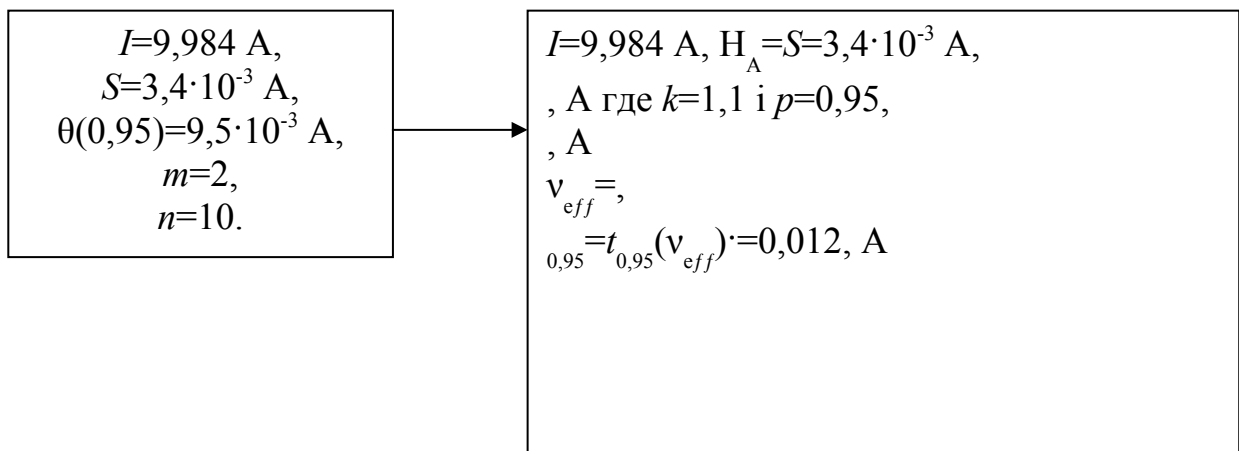 I=9,984 А,
S=3,4·10⁻³ А,
θ(0,95)=9,5·10⁻³ А,
m=2,
n=10.
I=9,984 А, Н_А=S=3,4·10⁻³ А,
, А где k=1,1 і p=0,95,
, А
ν_eff=,
₀,₉₅=t₀,₉₅(ν_eff)·=0,012, А